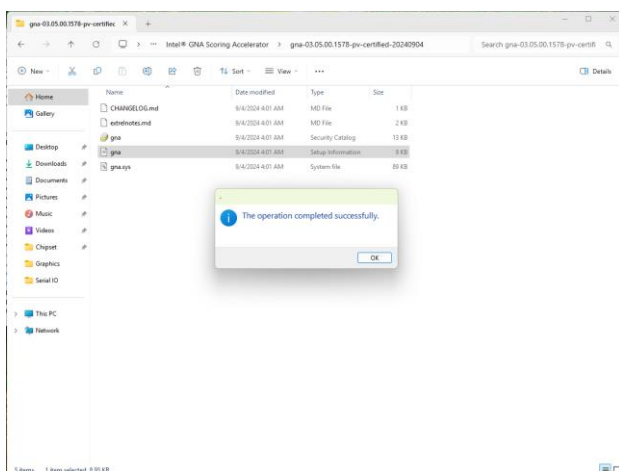 gna-03.05.00.1578-pv-certifiec
Intel® GNA Scoring Accelerator > gna-03.05.00.1578-pv-certified-20240904
Search gna-03.05.00.1578-pv-certifi
New
Sort
View
Details
Home
Gallery
Desktop
Downloads
Documents
Pictures
Music
Videos
Chipset
Graphics
Serial IO
This PC
Network
Name Date modified Type Size
CHANGELOG.md 9/4/2024 4:01 AM MD File 1 KB
extrelnotes.md 9/4/2024 4:01 AM MD File 2 KB
gna 9/4/2024 4:01 AM Security Catalog 13 KB
gna 9/4/2024 4:01 AM Setup Information 9 KB
gna.sys 9/4/2024 4:01 AM System file 89 KB
The operation completed successfully.
OK
5 items 1 item selected 8.95 KB